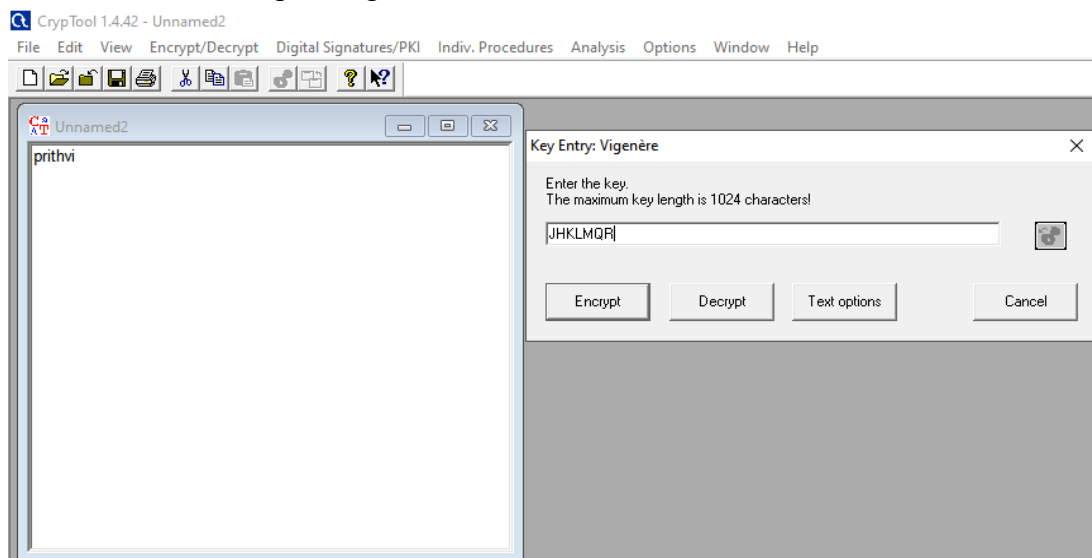 CrypTool 1.4.42 - Unnamed2
File Edit View Encrypt/Decrypt Digital Signatures/PKI Indiv. Procedures Analysis Options Window Help
Unnamed2
prithvi
Key Entry: Vigenère
Enter the key.
The maximum key length is 1024 characters!
JHKLMQR
Encrypt Decrypt Text options Cancel